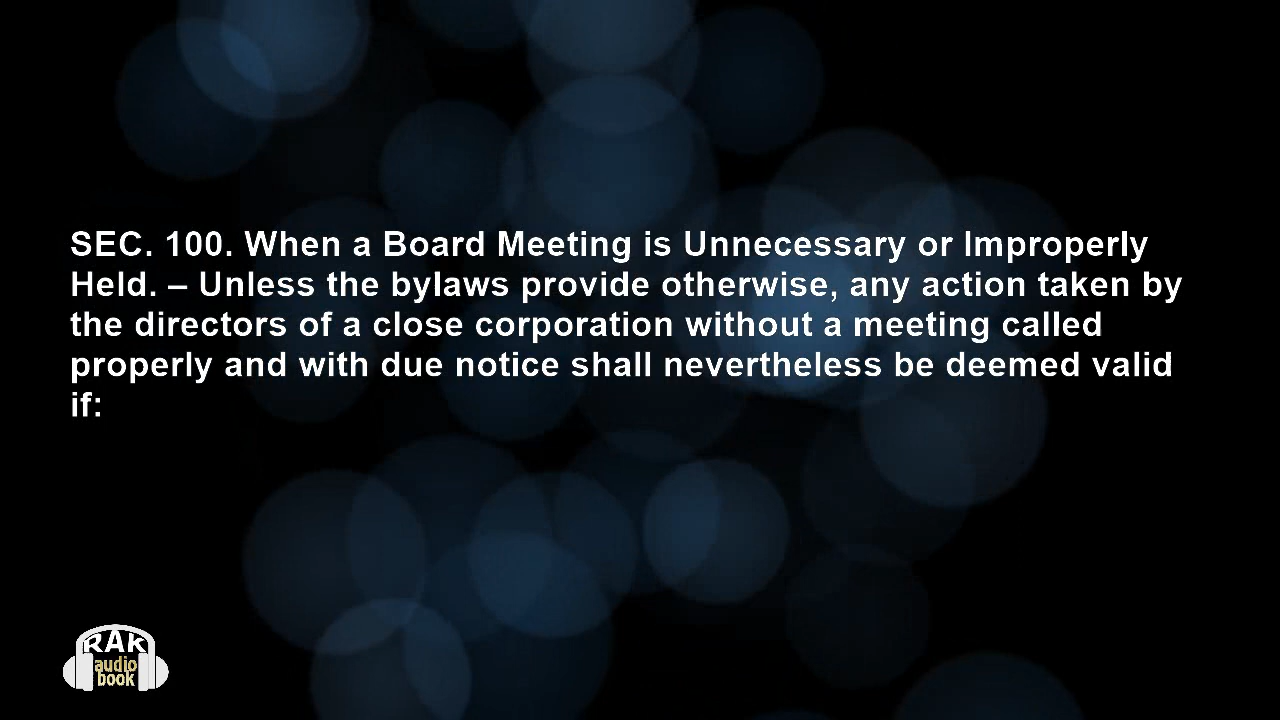 SEC. 100. When a Board Meeting is Unnecessary or Improperly
Held. – Unless the bylaws provide otherwise, any action taken by
the directors of a close corporation without a meeting called
properly and with due notice shall nevertheless be deemed valid
if:
RAK
audio
book